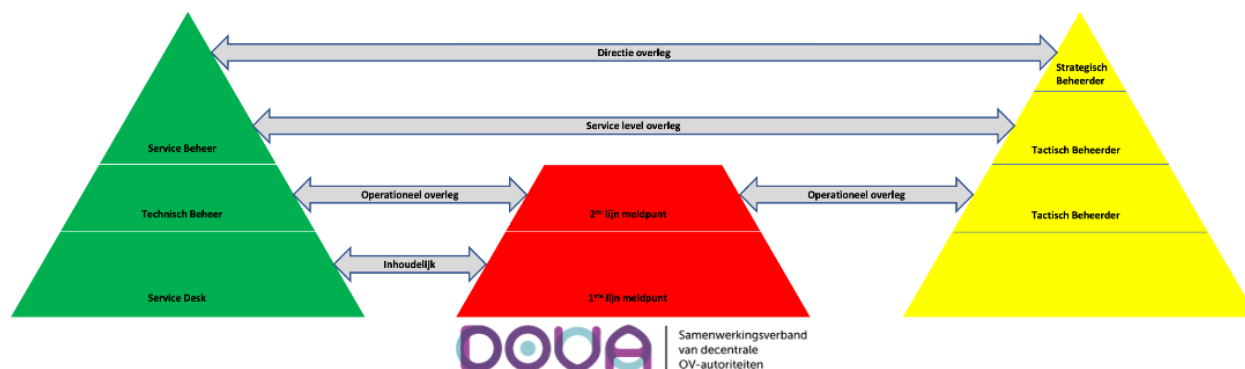 Directie overleg
Strategisch
Beheerder
Service level overleg
Service Beheer
Tactisch Beheerder
Operationeel overleg
Operationeel overleg
Technisch Beheer
2de lijn meldpunt
Tactisch Beheerder
Inhoudelijk
Service Desk
1ste lijn meldpunt
DOVA
Samenwerkingsverband
van decentrale
OV-autoriteiten